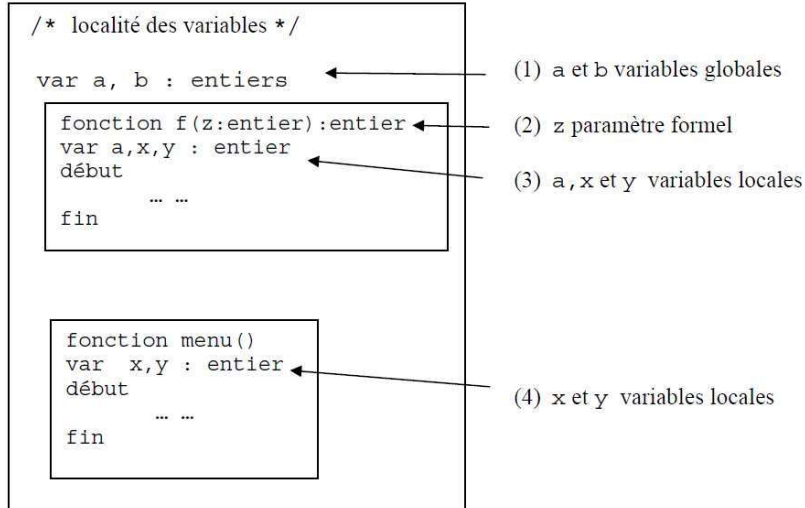 /* localité des variables */
var a, b : entiers
(1) a et b variables globales
fonction f(z:entier):entier
(2) z paramètre formel
var a,x,y : entier
(3) a,x et y variables locales
début
… …
fin
fonction menu()
var x,y : entier
début
(4) x et y variables locales
… …
fin